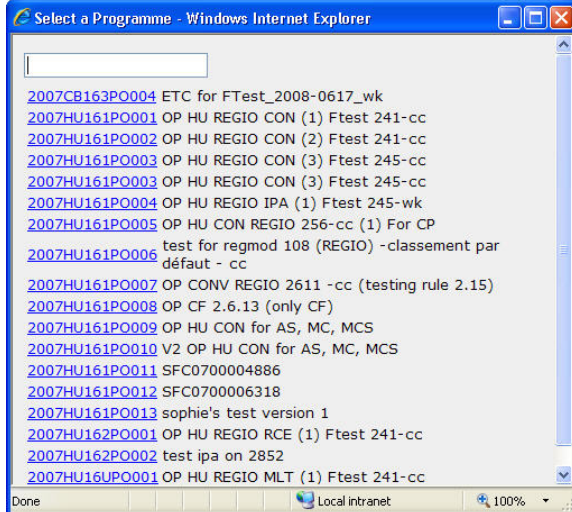 Select a Programme - Windows Internet Explorer
2007CB163PO004 ETC for FTest_2008-0617_wk
2007HU161PO001 OP HU REGIO CON (1) Ftest 241-cc
2007HU161PO002 OP HU REGIO CON (2) Ftest 241-cc
2007HU161PO003 OP HU REGIO CON (3) Ftest 245-cc
2007HU161PO003 OP HU REGIO CON (3) Ftest 245-cc
2007HU161PO004 OP HU REGIO IPA (1) Ftest 245-wk
2007HU161PO005 OP HU CON REGIO 256-cc (1) For CP
2007HU161PO006 test for regmod 108 (REGIO) -classement par
défaut - cc
2007HU161PO007 OP CONV REGIO 2611 -cc (testing rule 2.15)
2007HU161PO008 OP CF 2.6.13 (only CF)
2007HU161PO009 OP HU CON for AS, MC, MCS
2007HU161PO010 V2 OP HU CON for AS, MC, MCS
2007HU161PO011 SFC0700004886
2007HU161PO012 SFC0700006318
2007HU161PO013 sophie's test version 1
2007HU162PO001 OP HU REGIO RCE (1) Ftest 241-cc
2007HU162PO002 test ipa on 2852
2007HU16UPO001 OP HU REGIO MLT (1) Ftest 241-cc
Done Local intranet 100%